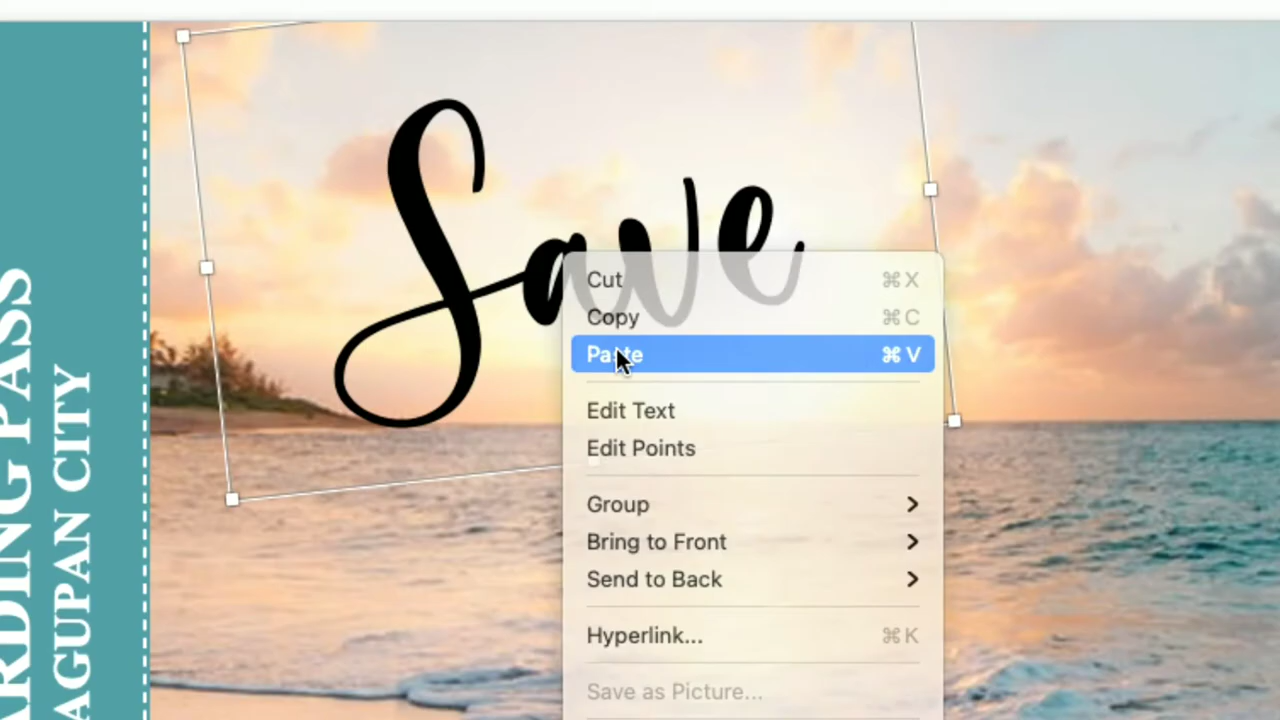 RDING PASS
AGUPAN CITY
Save
Cut ⌘X
Copy ⌘C
Paste ⌘V
Edit Text
Edit Points
Group
Bring to Front
Send to Back
Hyperlink... ⌘K
Save as Picture...